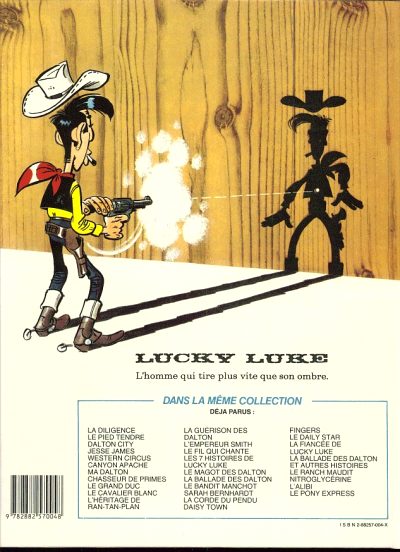 LUCKY LUKE
L'homme qui tire plus vite que son ombre.
DANS LA MÊME COLLECTION
DÉJA PARUS :
LA DILIGENCE
LE PIED TENDRE
DALTON CITY
JESSE JAMES
WESTERN CIRCUS
CANYON APACHE
MA DALTON
CHASSEUR DE PRIMES
LE GRAND DUC
LE CAVALIER BLANC
L'HÉRITAGE DE
RAN-TAN-PLAN
LA GUÉRISON DES
DALTON
L'EMPEREUR SMITH
LE FIL QUI CHANTE
LES 7 HISTOIRES DE
LUCKY LUKE
LE MAGOT DES DALTON
LA BALLADE DES DALTON
LE BANDIT MANCHOT
SARAH BERNHARDT
LA CORDE DU PENDU
DAISY TOWN
FINGERS
LE DAILY STAR
LA FIANCÉE DE
LUCKY LUKE
LA BALLADE DES DALTON
ET AUTRES HISTOIRES
LE RANCH MAUDIT
NITROGLYCÉRINE
L'ALIBI
LE PONY EXPRESS
9 782882 570048
ISBN 2-88257-004-X